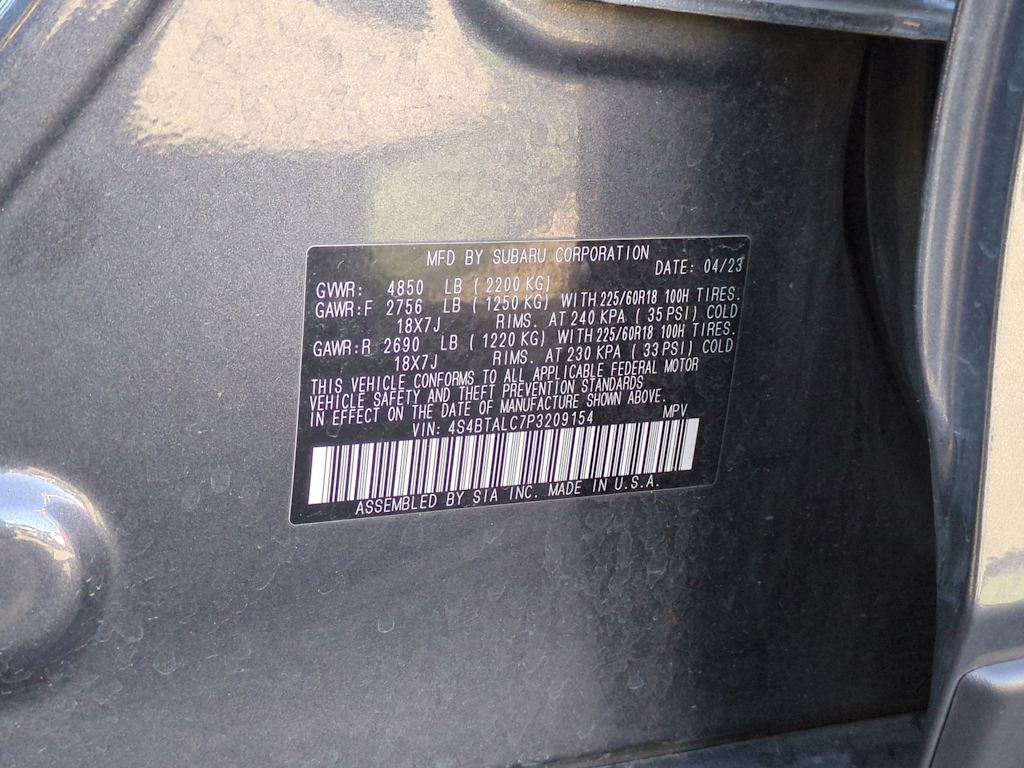 MFD BY SUBARU CORPORATION
DATE: 04/23
GVWR: 4850 LB (2200 KG)
GAWR:F 2756 LB (1250 KG) WITH 225/60R18 100H TIRES.
18X7J RIMS. AT 240 KPA (35 PSI) COLD
GAWR:R 2690 LB (1220 KG) WITH 225/60R18 100H TIRES.
18X7J RIMS. AT 230 KPA (33 PSI) COLD
THIS VEHICLE CONFORMS TO ALL APPLICABLE FEDERAL MOTOR
VEHICLE SAFETY AND THEFT PREVENTION STANDARDS
IN EFFECT ON THE DATE OF MANUFACTURE SHOWN ABOVE.
VIN: 4S4BTALC7P3209154 MPV
ASSEMBLED BY SIA INC. MADE IN U.S.A.